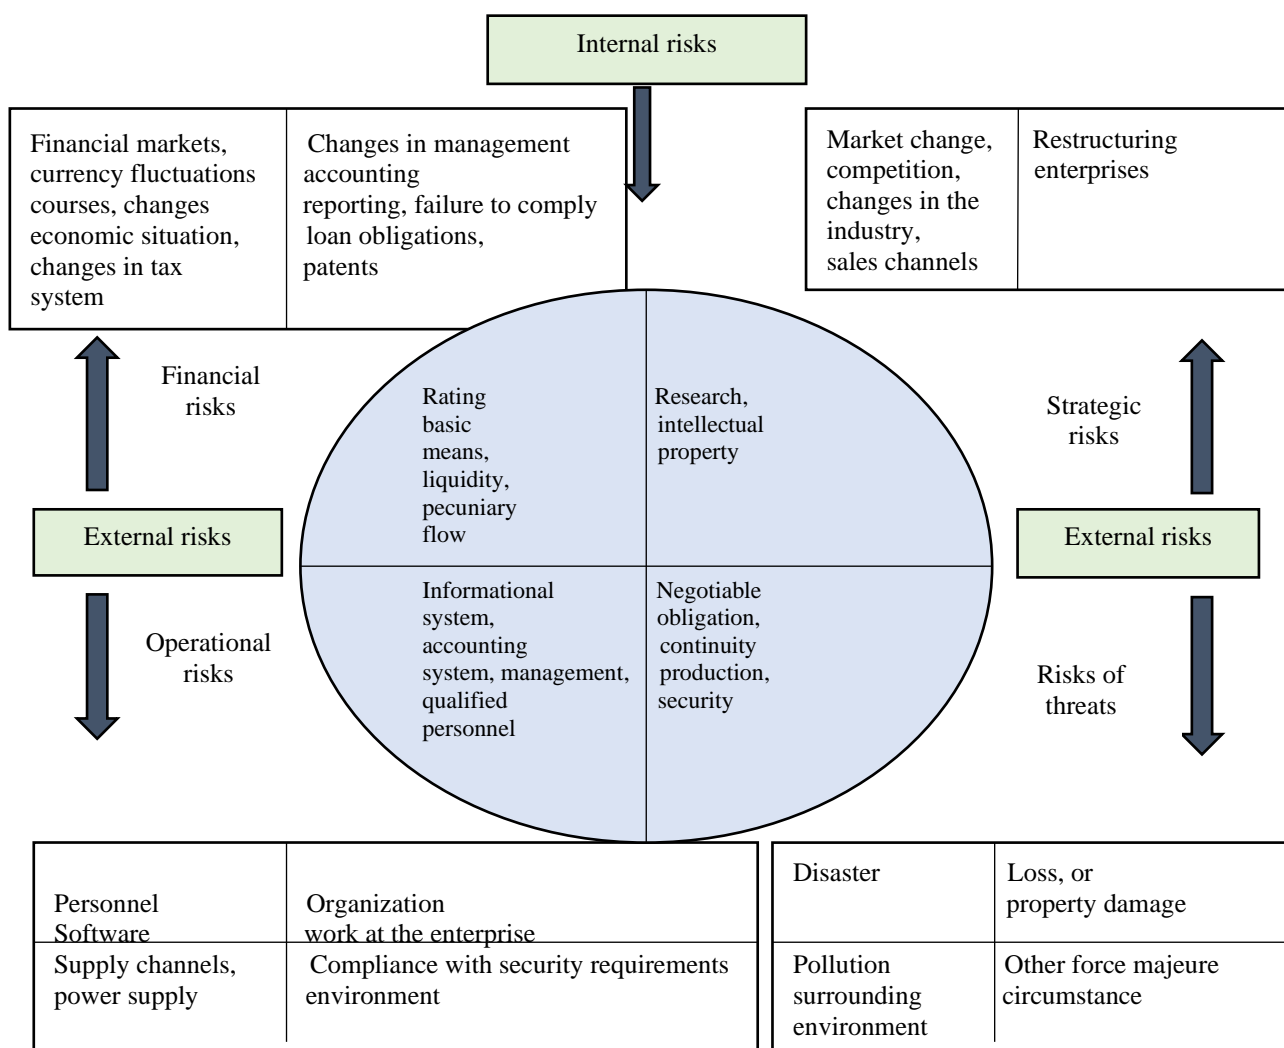 Internal risks
Financial markets,
currency fluctuations
courses, changes
economic situation,
changes in tax
system
Changes in management
accounting
reporting, failure to comply
loan obligations,
patents
Market change,
competition,
changes in the
industry,
sales channels
Restructuring
enterprises
Financial
risks
Rating
basic
means,
liquidity,
pecuniary
flow
Research,
intellectual
property
Strategic
risks
External risks
External risks
Operational
risks
Informational
system,
accounting
system, management,
qualified
personnel
Negotiable
obligation,
continuity
production,
security
Risks of
threats
Personnel
Software
Organization
work at the enterprise
Supply channels,
power supply
Compliance with security requirements
environment
Disaster
Loss, or
property damage
Pollution
surrounding
environment
Other force majeure
circumstance